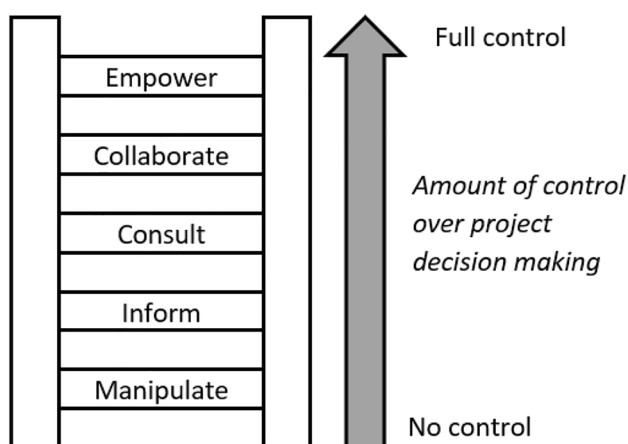 Full control
Empower
Collaborate
Amount of control
over project
decision making
Consult
Inform
Manipulate
No control